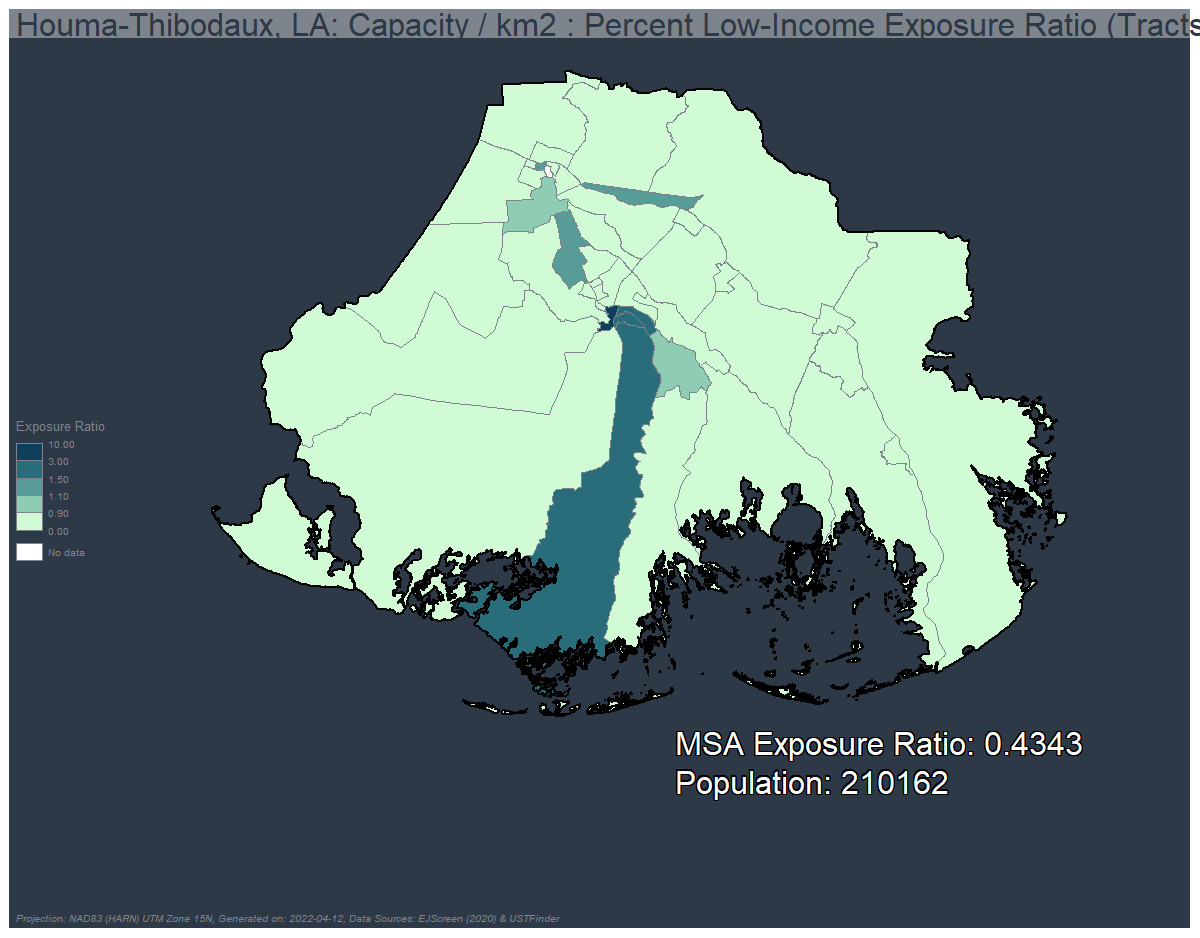 Houma-Thibodaux, LA: Capacity / km2 : Percent Low-Income Exposure Ratio (Tracts
Exposure Ratio
10.00
3.00
1.50
1.10
0.90
0.00
No data
MSA Exposure Ratio: 0.4343
Population: 210162
Projection: NAD83 (HARN) UTM Zone 15N, Generated on: 2022-04-12, Data Sources: EJScreen (2020) & USTFinder